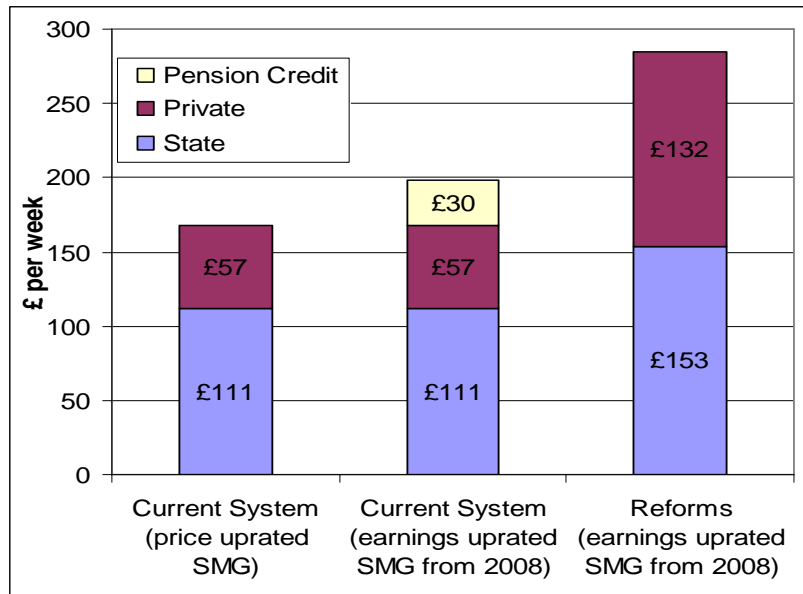 300
250
200
150
100
50
0
£ per week
Pension Credit
Private
State
£57
£111
£30
£57
£111
£132
£153
Current System
(price uprated
SMG)
Current System
(earnings uprated
SMG from 2008)
Reforms
(earnings uprated
SMG from 2008)